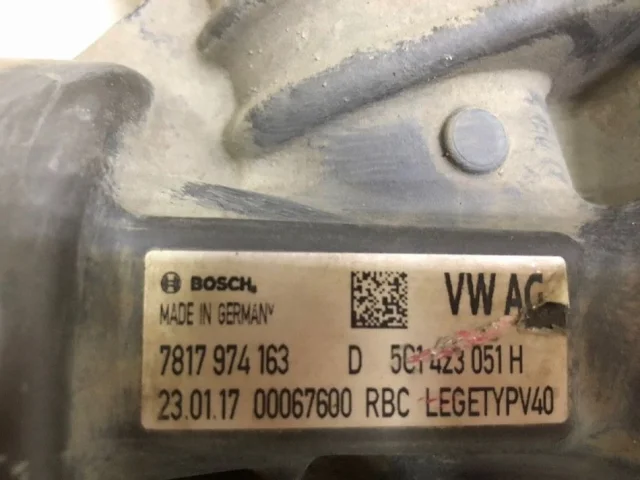 BOSCH
MADE IN GERMANY
VW AG
7817 974 163 D 5C1 423 051 H
23.01.17 00067600 RBC LEGETYPV40